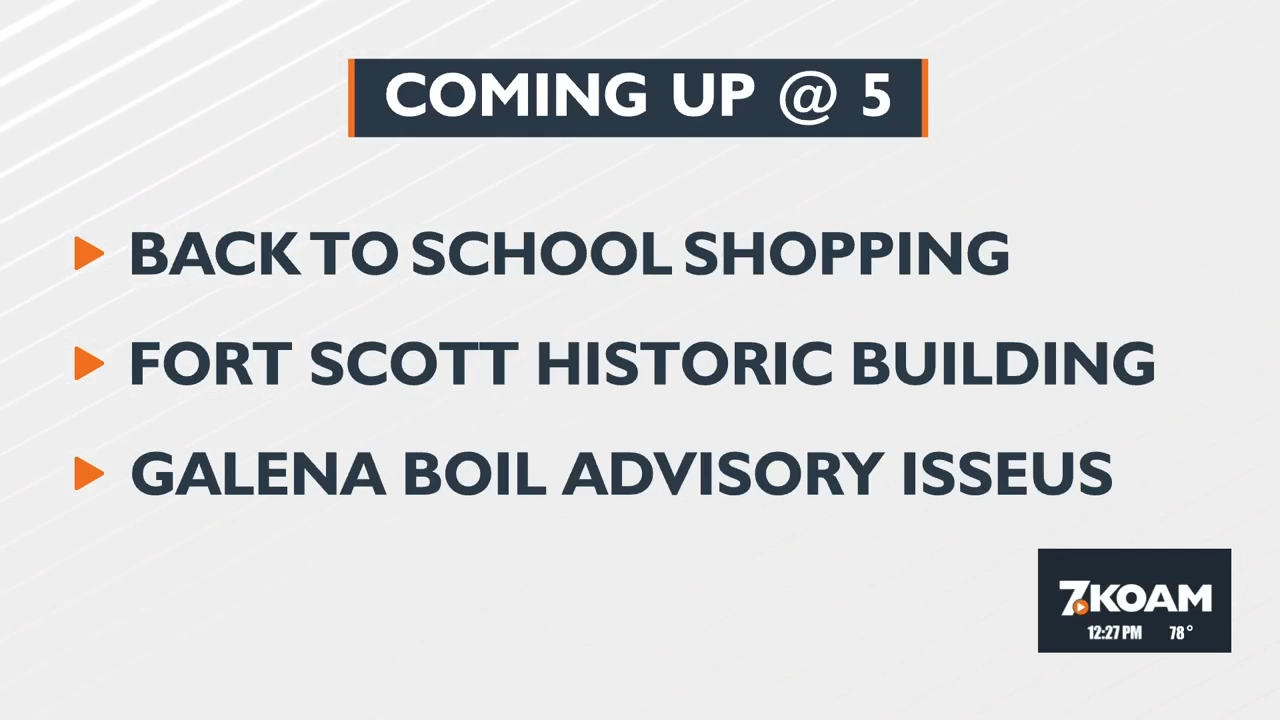 COMING UP @ 5
BACK TO SCHOOL SHOPPING
FORT SCOTT HISTORIC BUILDING
GALENA BOIL ADVISORY ISSEUS
7KOAM
12:27 PM 78°